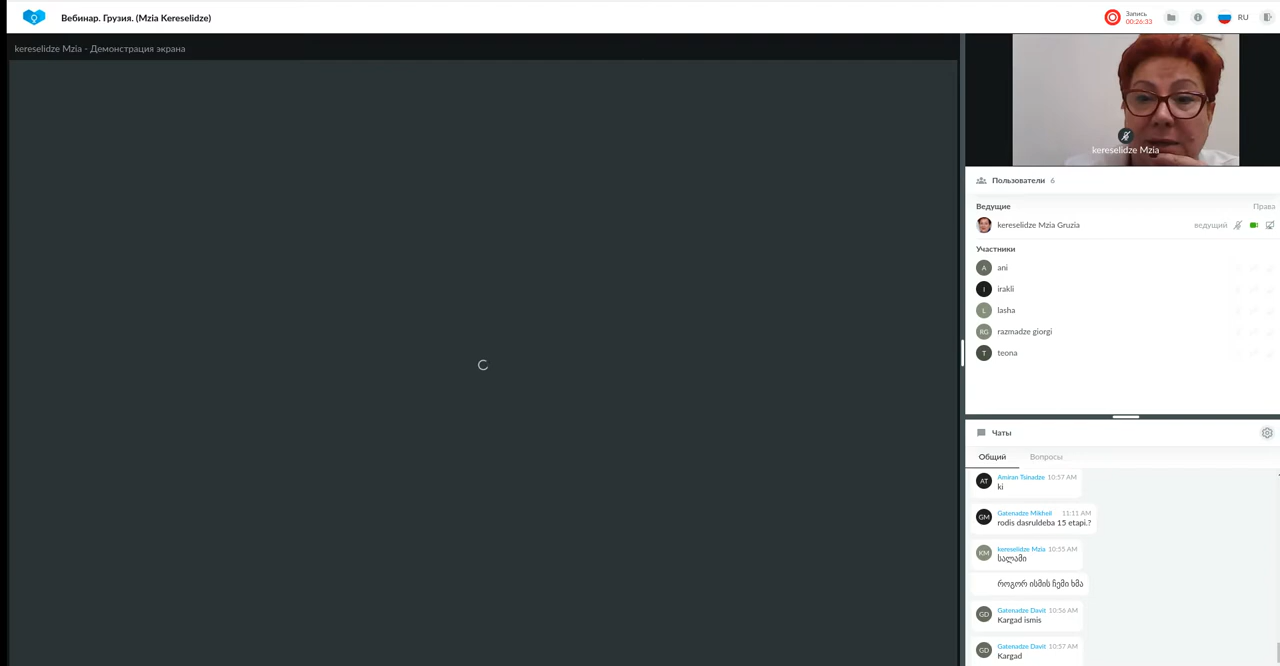 Вебинар. Грузия. (Mzia Kereselidze)
Запись
00:26:33
RU
kereselidze Mzia - Демонстрация экрана
kereselidze Mzia
Пользователи 6
Ведущие Права
kereselidze Mzia Gruzia ведущий
Участники
A ani
I irakli
L lasha
RG razmadze giorgi
T teona
Чаты
Общий Вопросы
AT Amiran Tsinadze 10:57 AM
ki
GM Gatenadze Mikheil 11:11 AM
rodis dasruldeba 15 etapi.?
KM kereselidze Mzia 10:55 AM
სალამი
როგორ ისმის ჩემი ხმა
GD Gatenadze Davit 10:56 AM
Kargad ismis
GD Gatenadze Davit 10:57 AM
Kargad